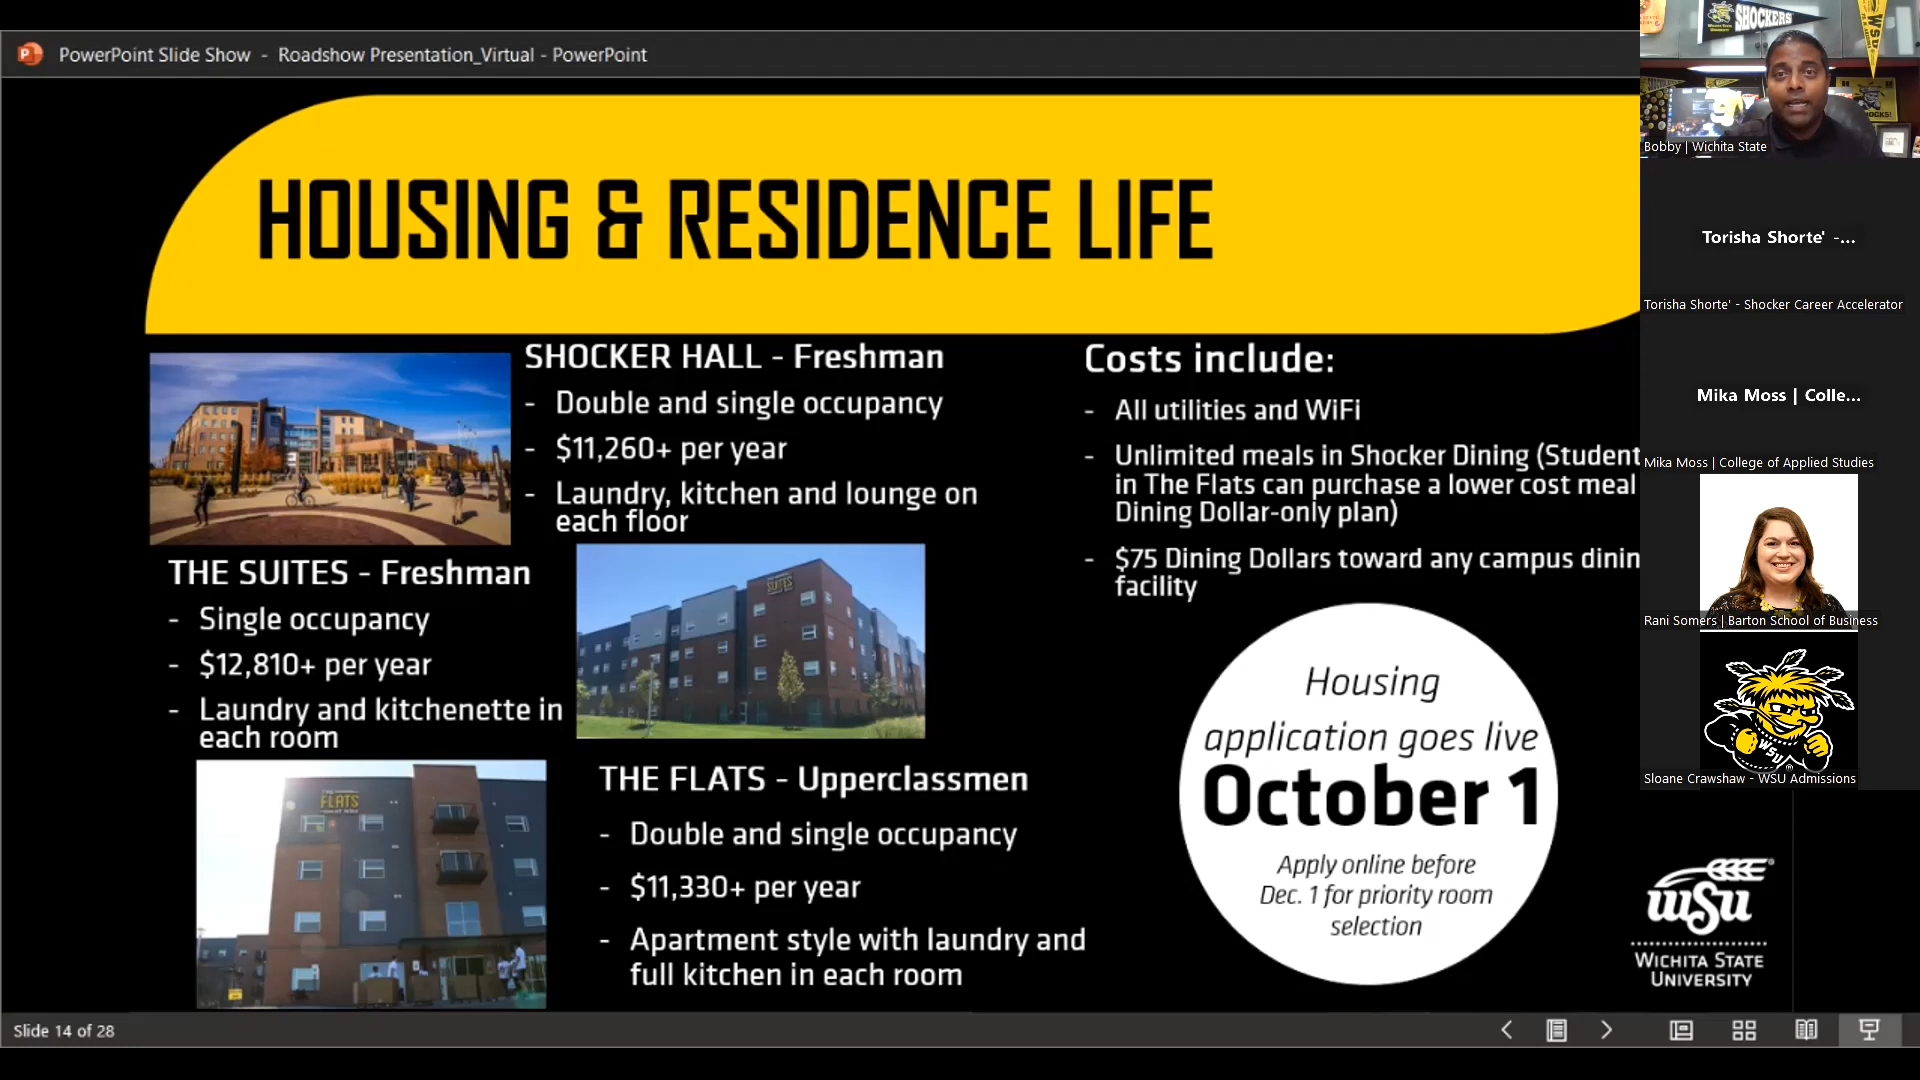 PowerPoint Slide Show - Roadshow Presentation_Virtual - PowerPoint
HOUSING & RESIDENCE LIFE
SHOCKER HALL - Freshman
- Double and single occupancy
- $11,260+ per year
- Laundry, kitchen and lounge on
each floor
THE SUITES - Freshman
- Single occupancy
- $12,810+ per year
- Laundry and kitchenette in
each room
SUITES
FLATS
THE FLATS - Upperclassmen
- Double and single occupancy
- $11,330+ per year
- Apartment style with laundry and
full kitchen in each room
Costs include:
- All utilities and WiFi
- Unlimited meals in Shocker Dining (Student
in The Flats can purchase a lower cost meal
Dining Dollar-only plan)
- $75 Dining Dollars toward any campus dinin
facility
Housing
application goes live
October 1
Apply online before
Dec. 1 for priority room
selection
SHOCKERS
WSU
Bobby | Wichita State
Torisha Shorte' -...
Torisha Shorte' - Shocker Career Accelerator
Mika Moss | Colle...
Mika Moss | College of Applied Studies
Rani Somers | Barton School of Business
WSU
Sloane Crawshaw - WSU Admissions
wsu
WICHITA STATE
UNIVERSITY
Slide 14 of 28